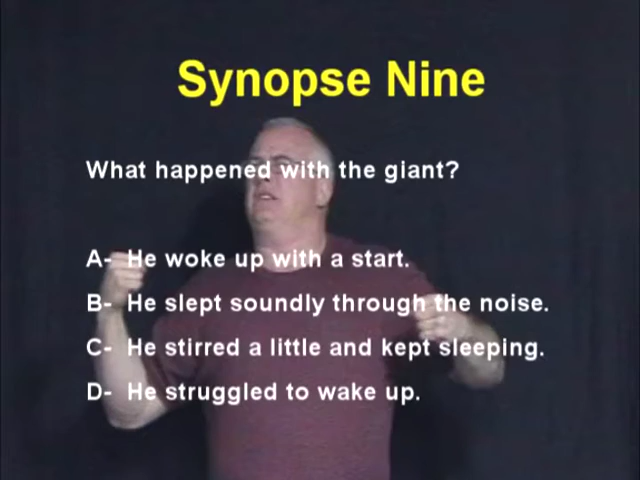 Synopse Nine
What happened with the giant?
A- He woke up with a start.
B- He slept soundly through the noise.
C- He stirred a little and kept sleeping.
D- He struggled to wake up.